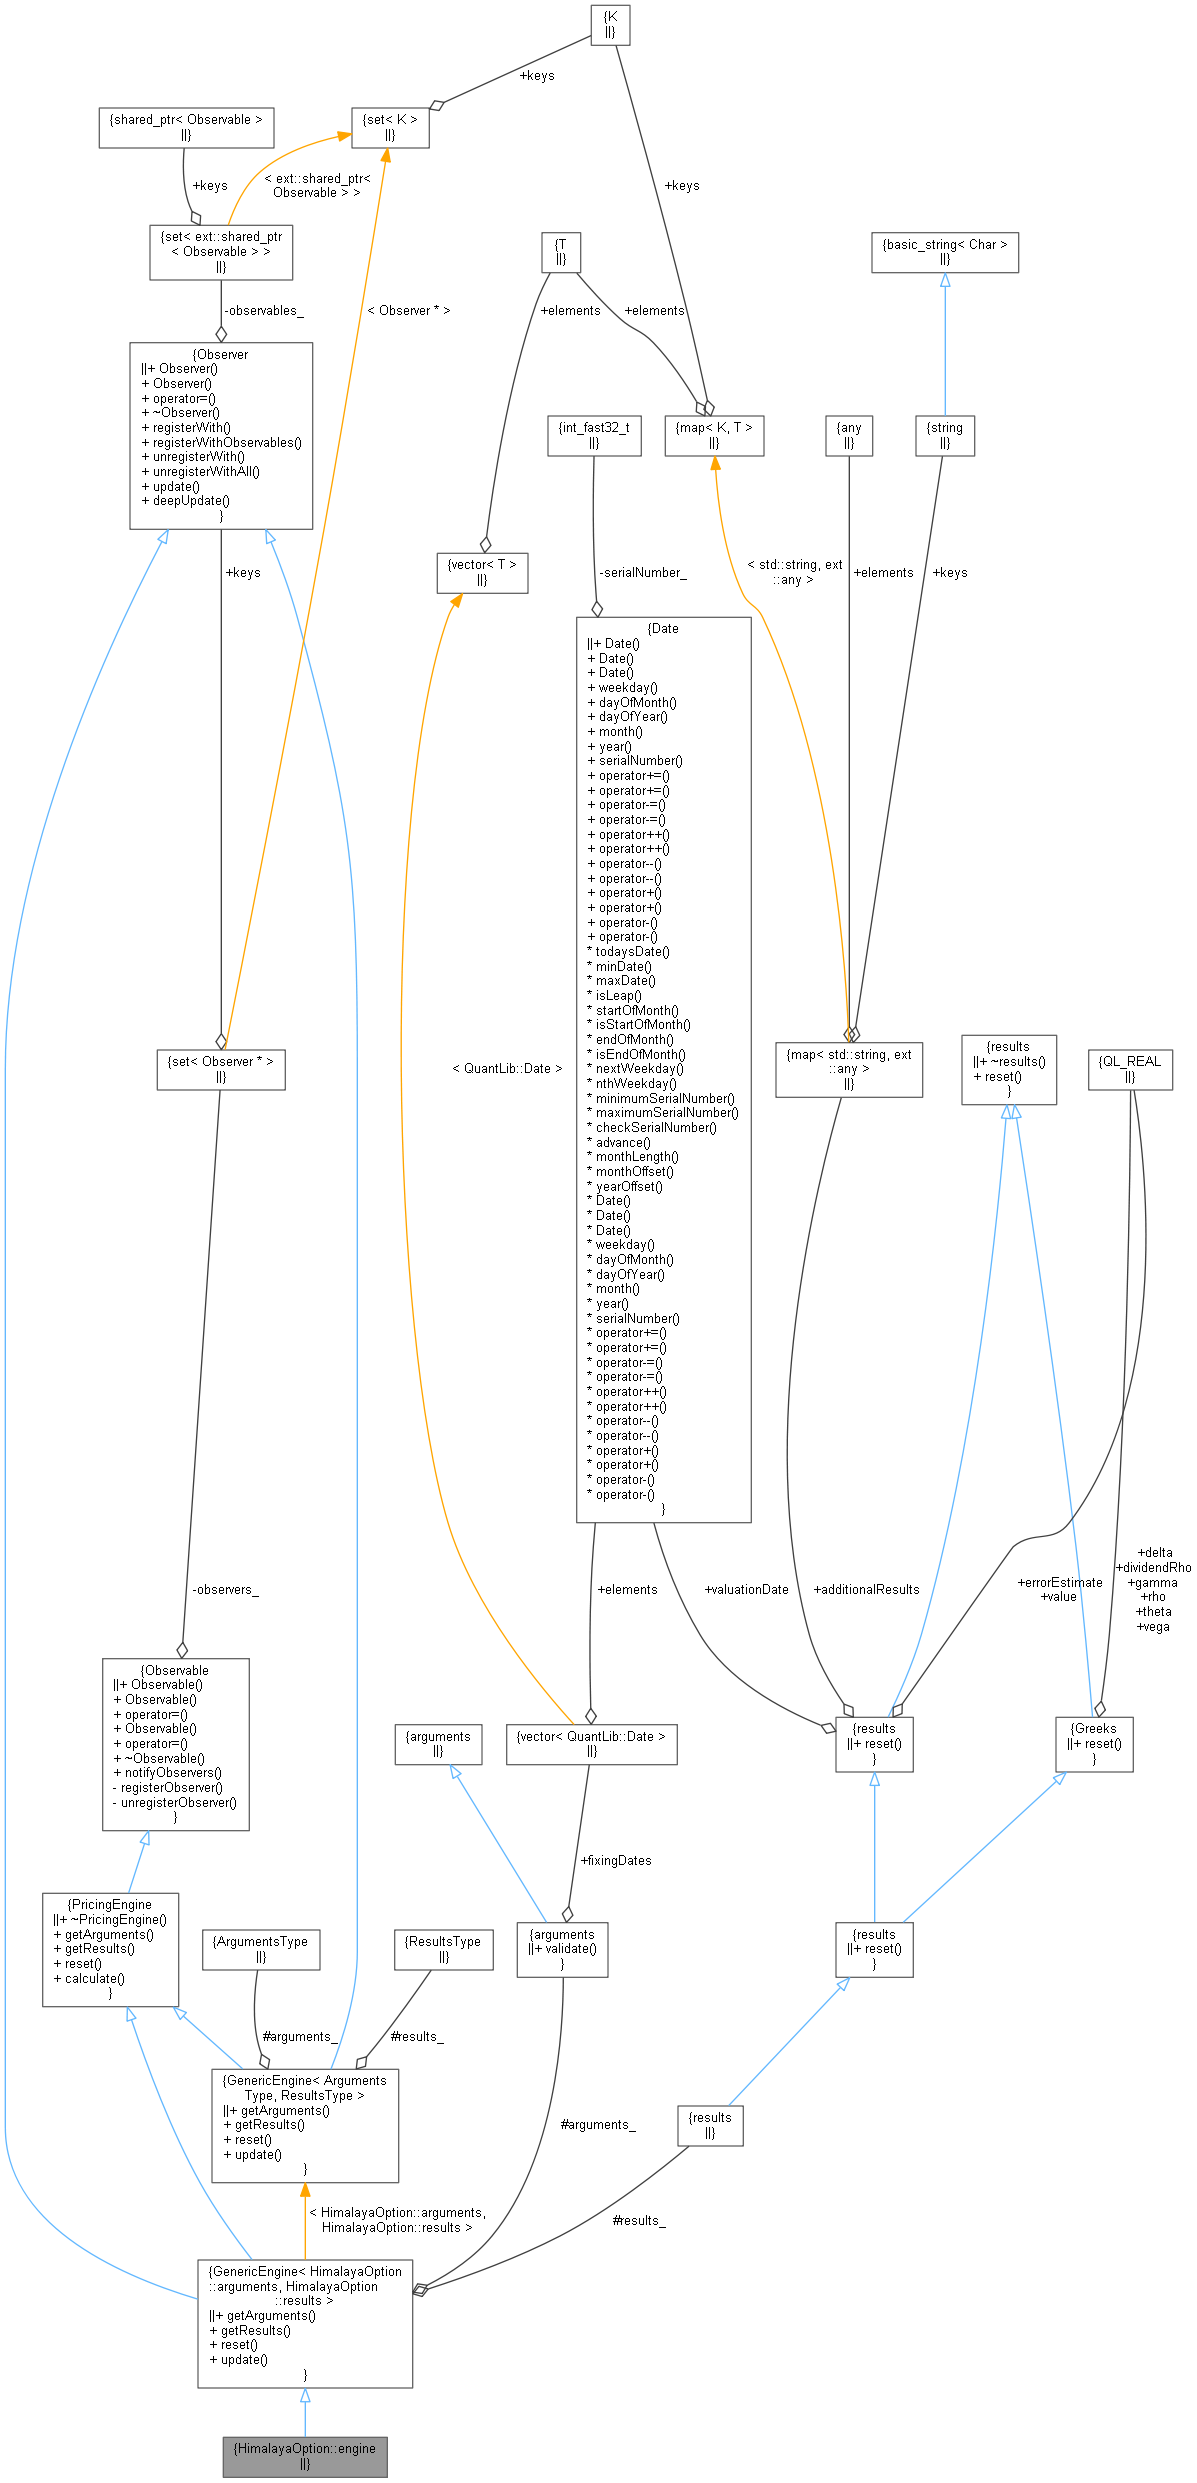 {K
||}
+keys
{shared_ptr< Observable >
||}
{set< K >
||}
+keys
< ext::shared_ptr<
Observable > >
+keys
{set< ext::shared_ptr
< Observable > >
||}
{T
||}
{basic_string< Char >
||}
-observables_
< Observer * >
+elements
+elements
{Observer
||+ Observer()
+ Observer()
+ operator=()
+ ~Observer()
+ registerWith()
+ registerWithObservables()
+ unregisterWith()
+ unregisterWithAll()
+ update()
+ deepUpdate()
}
{int_fast32_t
||}
{map< K, T >
||}
{any
||}
{string
||}
+keys
{vector< T >
||}
-serialNumber_
< std::string, ext
::any >
+elements
+keys
{Date
||+ Date()
+ Date()
+ Date()
+ weekday()
+ dayOfMonth()
+ dayOfYear()
+ month()
+ year()
+ serialNumber()
+ operator+=()
+ operator+=()
+ operator-=()
+ operator-=()
+ operator++()
+ operator++()
+ operator--()
+ operator--()
+ operator+()
+ operator+()
+ operator-()
+ operator-()
* todaysDate()
* minDate()
* maxDate()
* isLeap()
* startOfMonth()
* isStartOfMonth()
* endOfMonth()
* isEndOfMonth()
* nextWeekday()
* nthWeekday()
* minimumSerialNumber()
* maximumSerialNumber()
* checkSerialNumber()
* advance()
* monthLength()
* monthOffset()
* yearOffset()
* Date()
* Date()
* Date()
* weekday()
* dayOfMonth()
* dayOfYear()
* month()
* year()
* serialNumber()
* operator+=()
* operator+=()
* operator-=()
* operator-=()
* operator++()
* operator++()
* operator--()
* operator--()
* operator+()
* operator+()
* operator-()
* operator-()
}
{set< Observer * >
||}
< QuantLib::Date >
{map< std::string, ext
::any >
||}
{results
||+ ~results()
+ reset()
}
{QL_REAL
||}
-observers_
+elements
+valuationDate
+additionalResults
+errorEstimate
+value
+delta
+dividendRho
+gamma
+rho
+theta
+vega
{Observable
||+ Observable()
+ Observable()
+ operator=()
+ Observable()
+ operator=()
+ ~Observable()
+ notifyObservers()
- registerObserver()
- unregisterObserver()
}
{arguments
||}
{vector< QuantLib::Date >
||}
{results
||+ reset()
}
{Greeks
||+ reset()
}
+fixingDates
{PricingEngine
||+ ~PricingEngine()
+ getArguments()
+ getResults()
+ reset()
+ calculate()
}
{ArgumentsType
||}
{ResultsType
||}
{arguments
||+ validate()
}
{results
||+ reset()
}
#arguments_
#results_
{GenericEngine< Arguments
Type, ResultsType >
||+ getArguments()
+ getResults()
+ reset()
+ update()
}
#arguments_
{results
||}
< HimalayaOption::arguments,
HimalayaOption::results >
#results_
{GenericEngine< HimalayaOption
::arguments, HimalayaOption
::results >
||+ getArguments()
+ getResults()
+ reset()
+ update()
}
{HimalayaOption::engine
||}